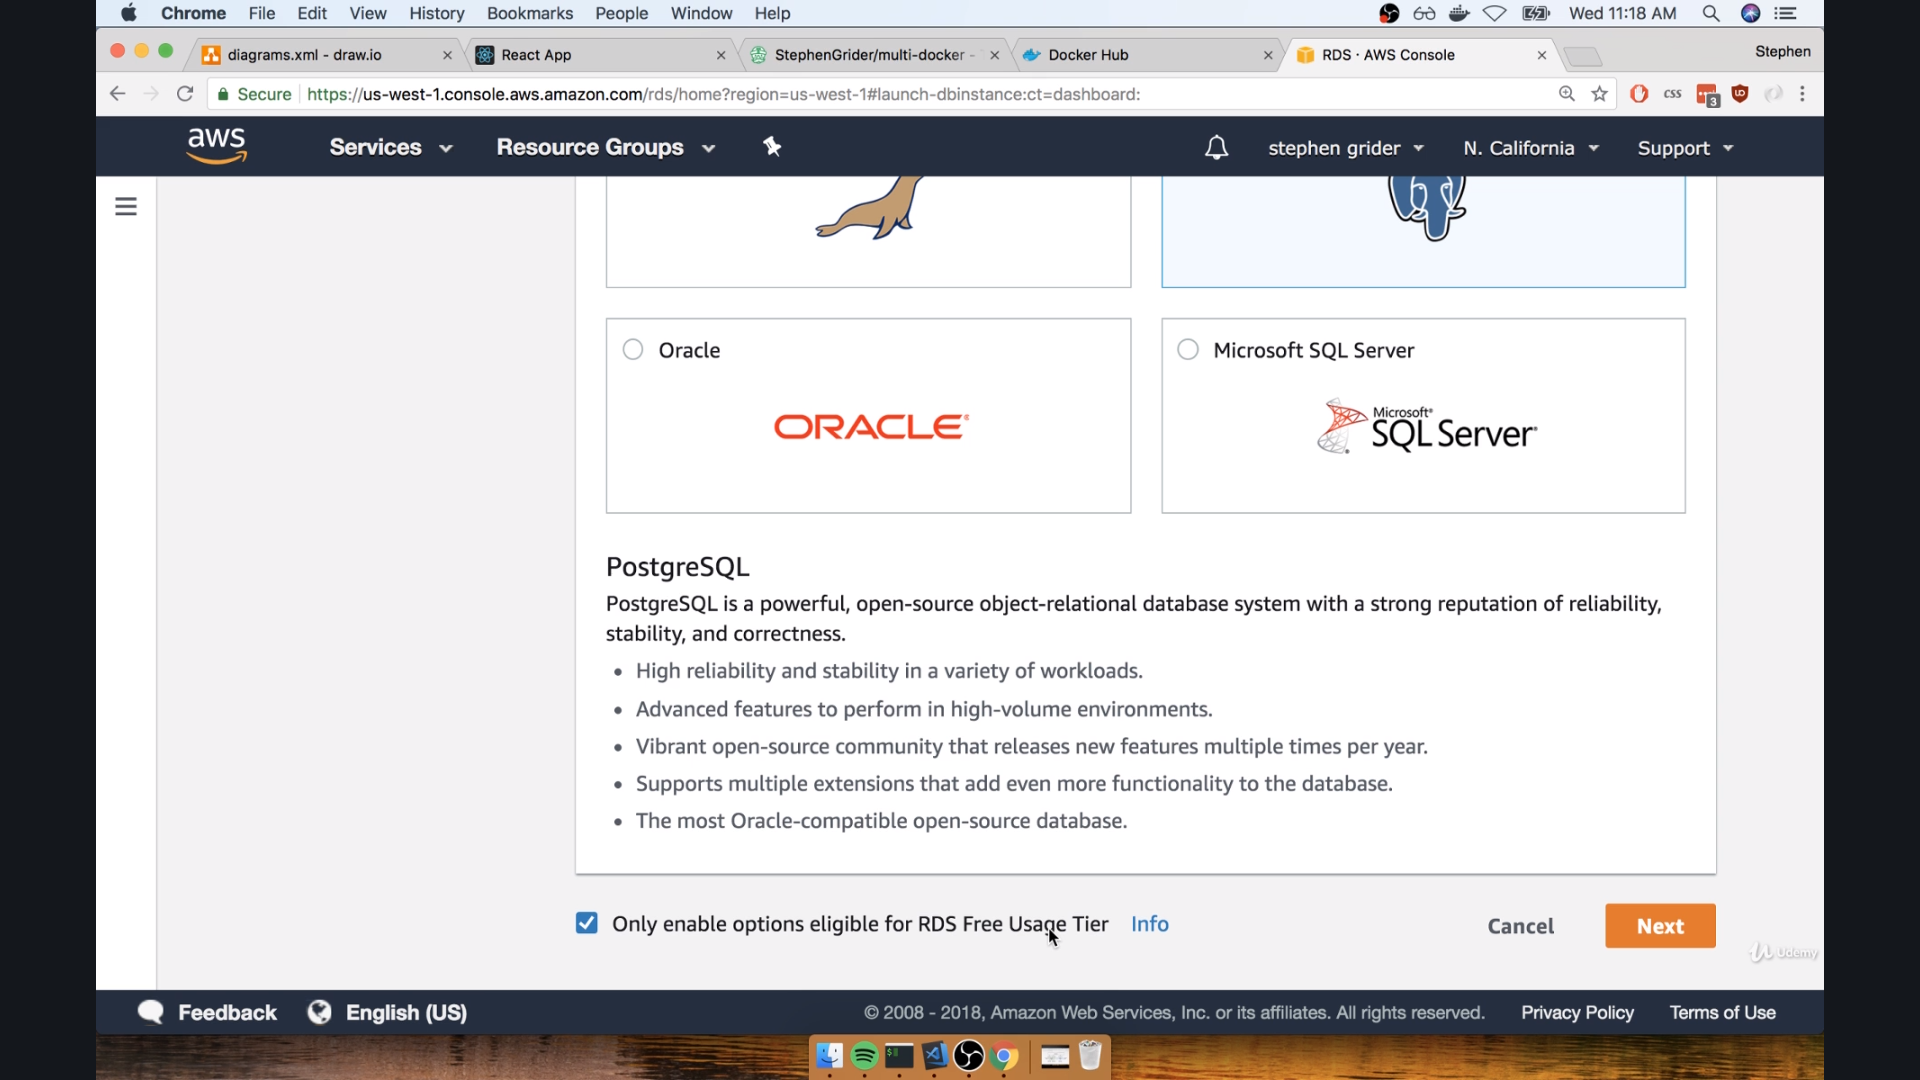 Chrome File Edit View History Bookmarks People Window Help Wed 11:18 AM
diagrams.xml - draw.io React App StephenGrider/multi-docker - Docker Hub RDS · AWS Console Stephen
Secure https://us-west-1.console.aws.amazon.com/rds/home?region=us-west-1#launch-dbinstance:ct=dashboard: css 3
aws Services Resource Groups stephen grider N. California Support
Oracle
ORACLE
Microsoft SQL Server
Microsoft
SQL Server
PostgreSQL
PostgreSQL is a powerful, open-source object-relational database system with a strong reputation of reliability,
stability, and correctness.
• High reliability and stability in a variety of workloads.
• Advanced features to perform in high-volume environments.
• Vibrant open-source community that releases new features multiple times per year.
• Supports multiple extensions that add even more functionality to the database.
• The most Oracle-compatible open-source database.
Only enable options eligible for RDS Free Usage Tier Info Cancel Next
Udemy
Feedback English (US) © 2008 - 2018, Amazon Web Services, Inc. or its affiliates. All rights reserved. Privacy Policy Terms of Use